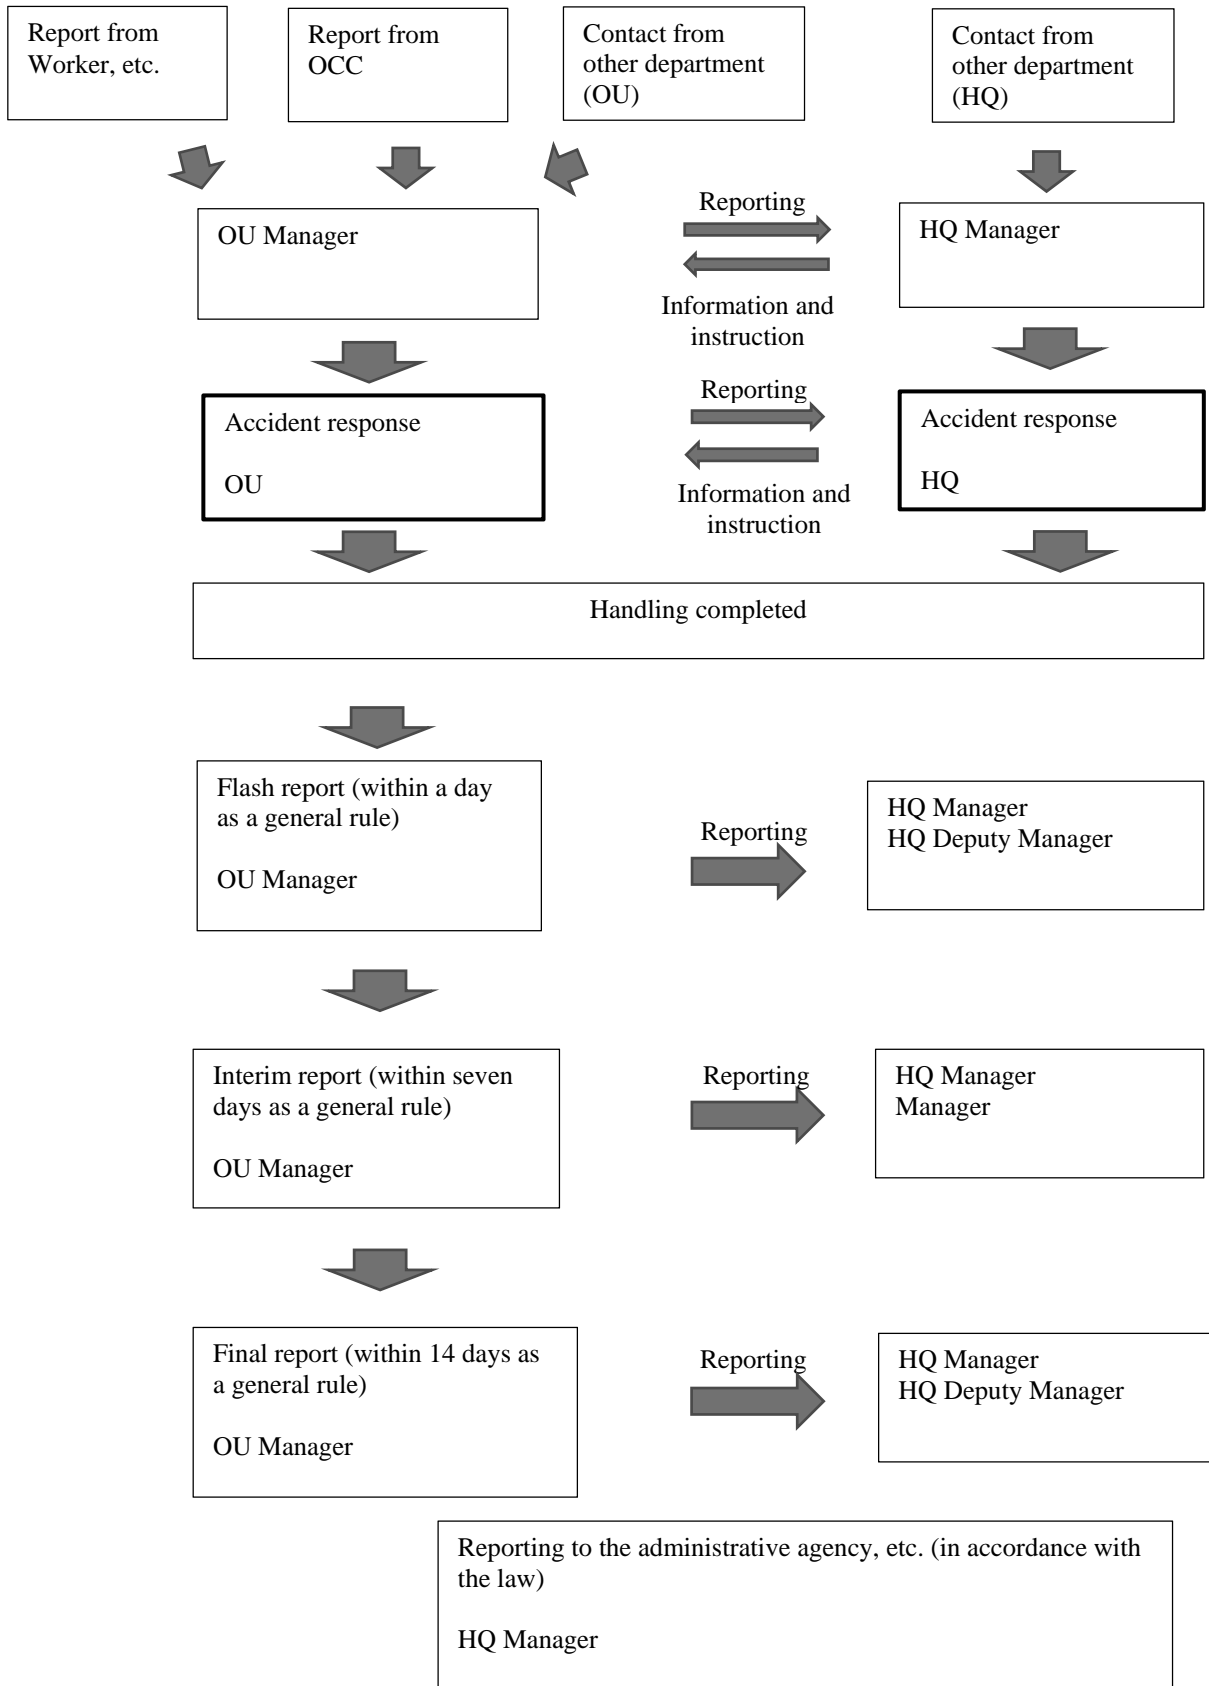 Report from
Worker, etc.
Report from
OCC
Contact from
other department
(OU)
Contact from
other department
(HQ)
OU Manager
Reporting
Information and
instruction
HQ Manager
Accident response
OU
Reporting
Information and
instruction
Accident response
HQ
Handling completed
Flash report (within a day
as a general rule)
OU Manager
Reporting
HQ Manager
HQ Deputy Manager
Interim report (within seven
days as a general rule)
OU Manager
Reporting
HQ Manager
Manager
Final report (within 14 days as
a general rule)
OU Manager
Reporting
HQ Manager
HQ Deputy Manager
Reporting to the administrative agency, etc. (in accordance with
the law)
HQ Manager